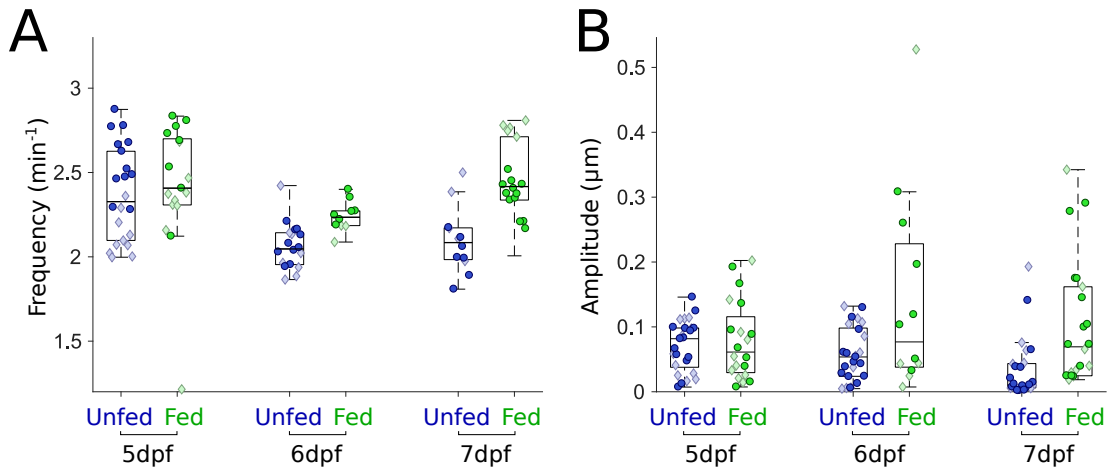 A
Frequency (min⁻¹)
3
2.5
2
1.5
Unfed Fed Unfed Fed Unfed Fed
5dpf 6dpf 7dpf
B
Amplitude (µm)
0.5
0.4
0.3
0.2
0.1
0
Unfed Fed Unfed Fed Unfed Fed
5dpf 6dpf 7dpf